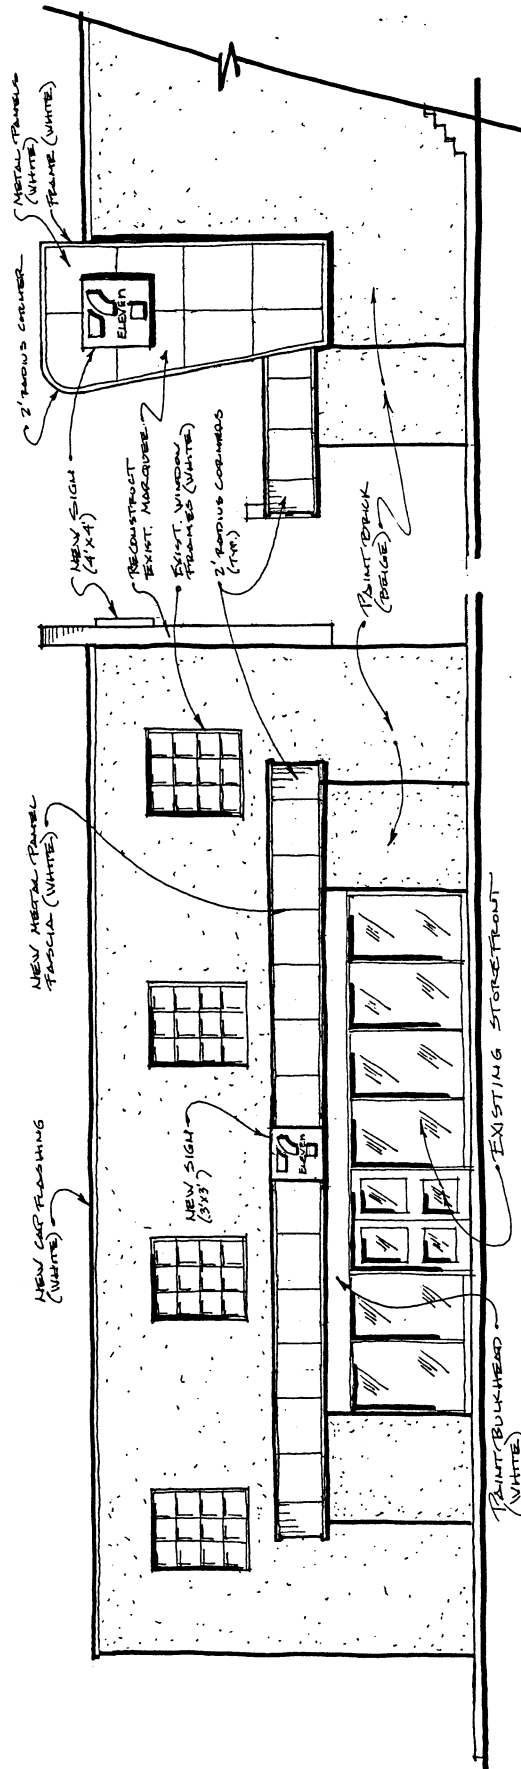 NEW CAP FLASHING
(WHITE)
NEW METAL PANEL
FASCIA (WHITE)
NEW SIGN
(3'X3')
ELEVEN
PAINT BULKHEAD
(WHITE)
EXISTING STOREFRONT
NEW SIGN
(4'X4')
RECONSTRUCT
EXIST. MARQUEE
EXIST. WINDOW
FRAMES (WHITE)
2' RADIUS CORNERS
(TYP.)
PAINT BRICK
(BEIGE)
2' RADIUS CORNER
METAL PANELS
(WHITE)
FRAME (WHITE)
ELEVEN